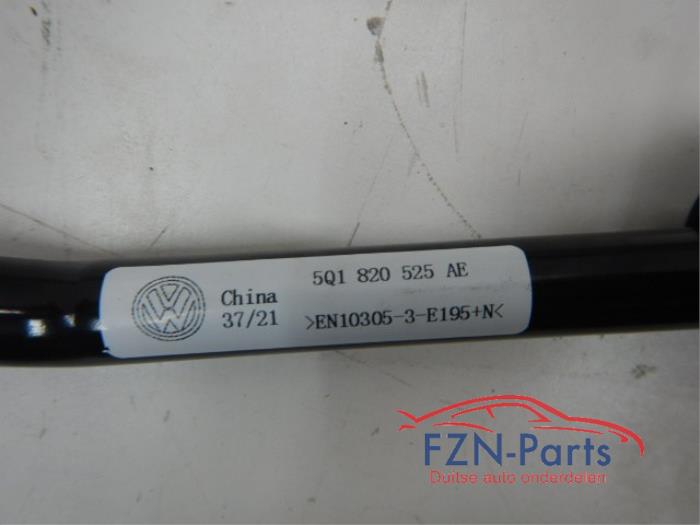 5Q1 820 525 AE
China
37/21 >EN10305-3-E195+N<
FZN-Parts
Duitse auto onderdelen